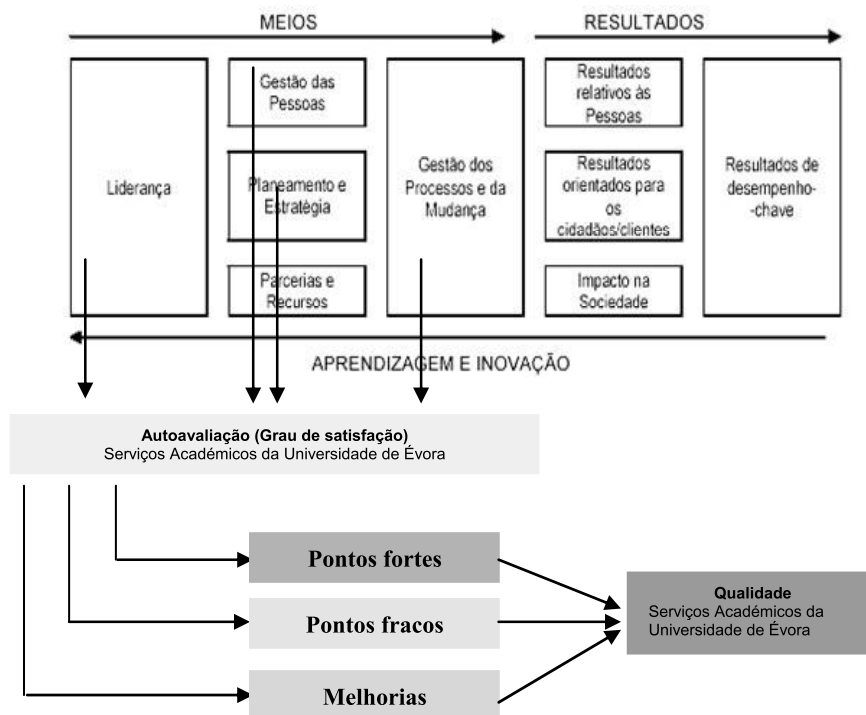 MEIOS
RESULTADOS
Liderança
Gestão das
Pessoas
Planeamento e
Estratégia
Parcerias e
Recursos
Gestão dos
Processos e da
Mudança
Resultados
relativos às
Pessoas
Resultados
orientados para
os
cidadãos/clientes
Impacto na
Sociedade
Resultados de
desempenho-
-chave
APRENDIZAGEM E INOVAÇÃO
Autoavaliação (Grau de satisfação)
Serviços Académicos da Universidade de Évora
Pontos fortes
Pontos fracos
Melhorias
Qualidade
Serviços Académicos da
Universidade de Évora